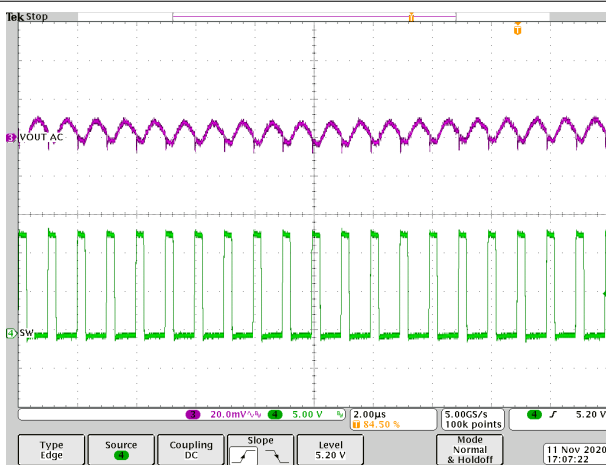 Tek Stop
T
T
3 VOUT AC
4 SW
3 20.0mV 4 5.00 V 2.00µs 5.00GS/s 4 5.20 V
T 84.50 % 100k points
Type Source Coupling Slope Level Mode
Edge 4 DC 5.20 V Normal
& Holdoff
11 Nov 2020
17:07:22